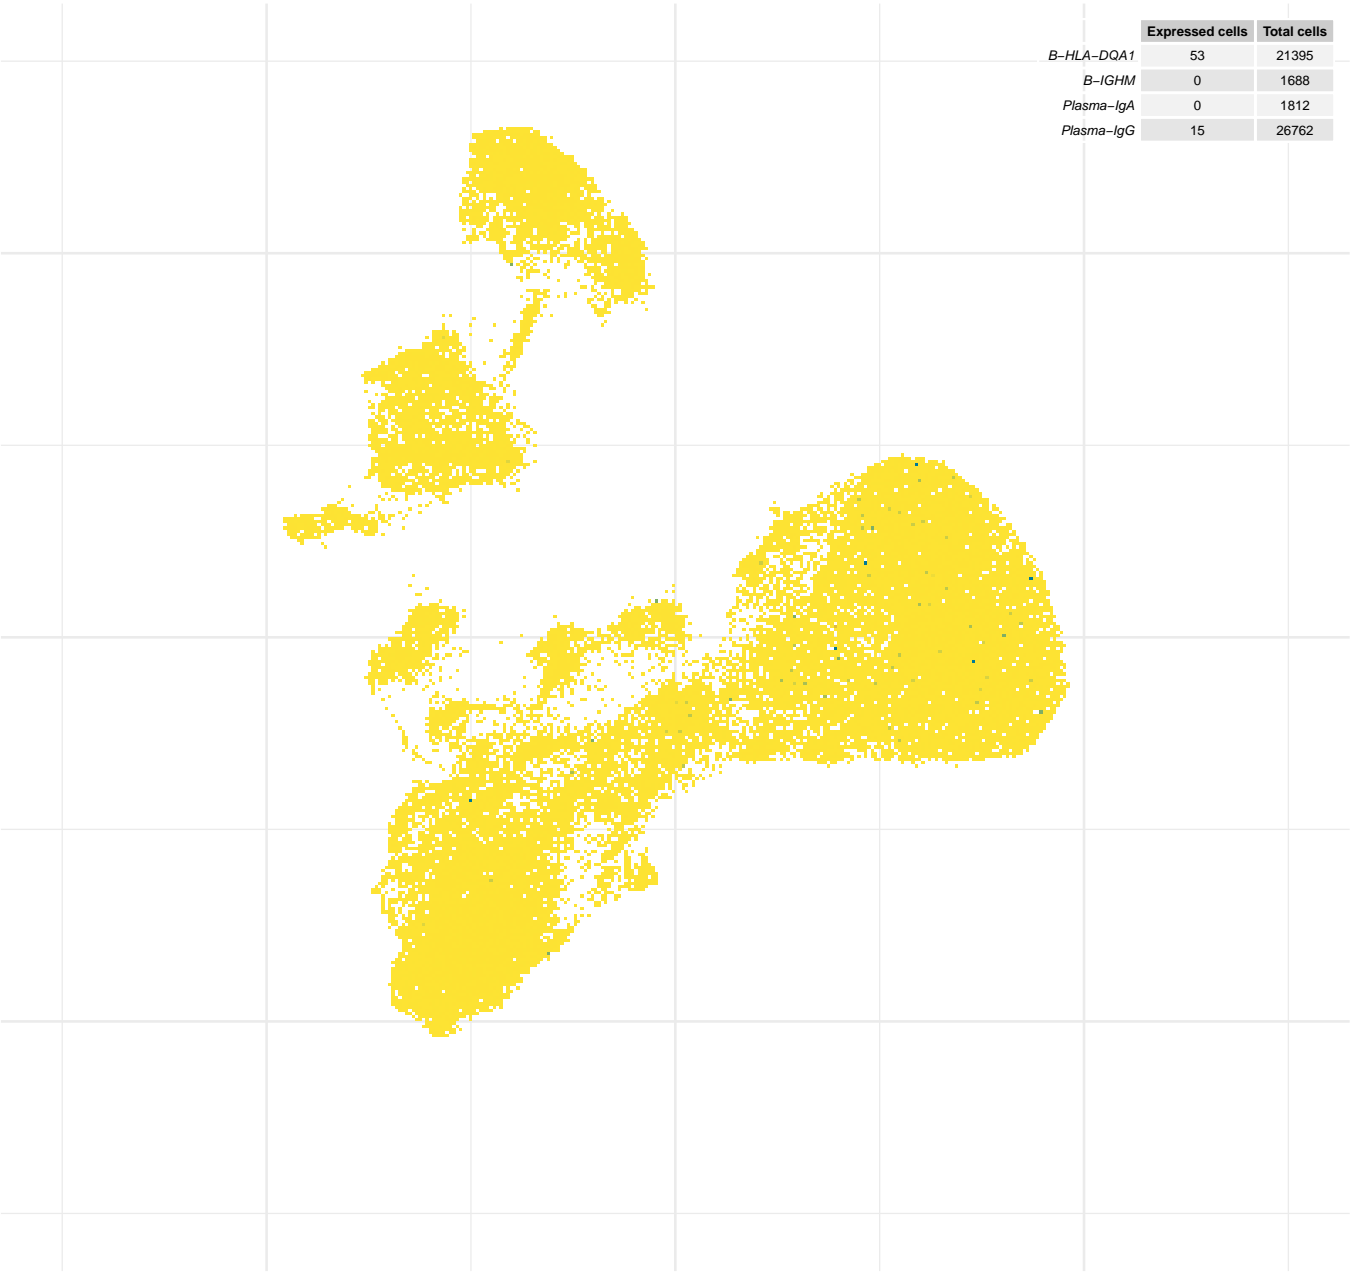 Expressed cells Total cells
B−HLA−DQA1 53 21395
B−IGHM 0 1688
Plasma−IgA 0 1812
Plasma−IgG 15 26762